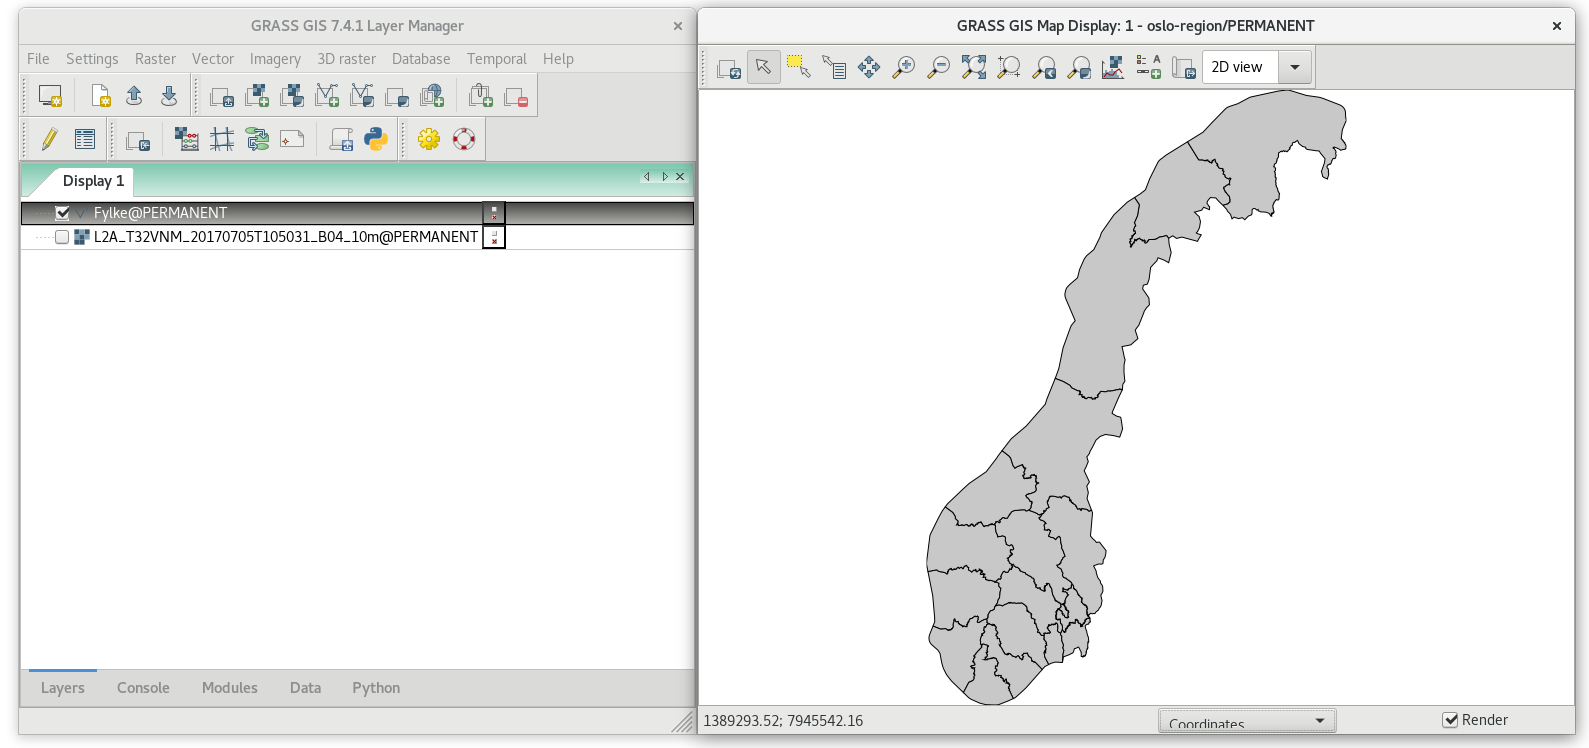 GRASS GIS 7.4.1 Layer Manager
File Settings Raster Vector Imagery 3D raster Database Temporal Help
Display 1
Fylke@PERMANENT
L2A_T32VNM_20170705T105031_B04_10m@PERMANENT
Layers Console Modules Data Python
GRASS GIS Map Display: 1 - oslo-region/PERMANENT
A
2D view
1389293.52; 7945542.16
Coordinates
Render